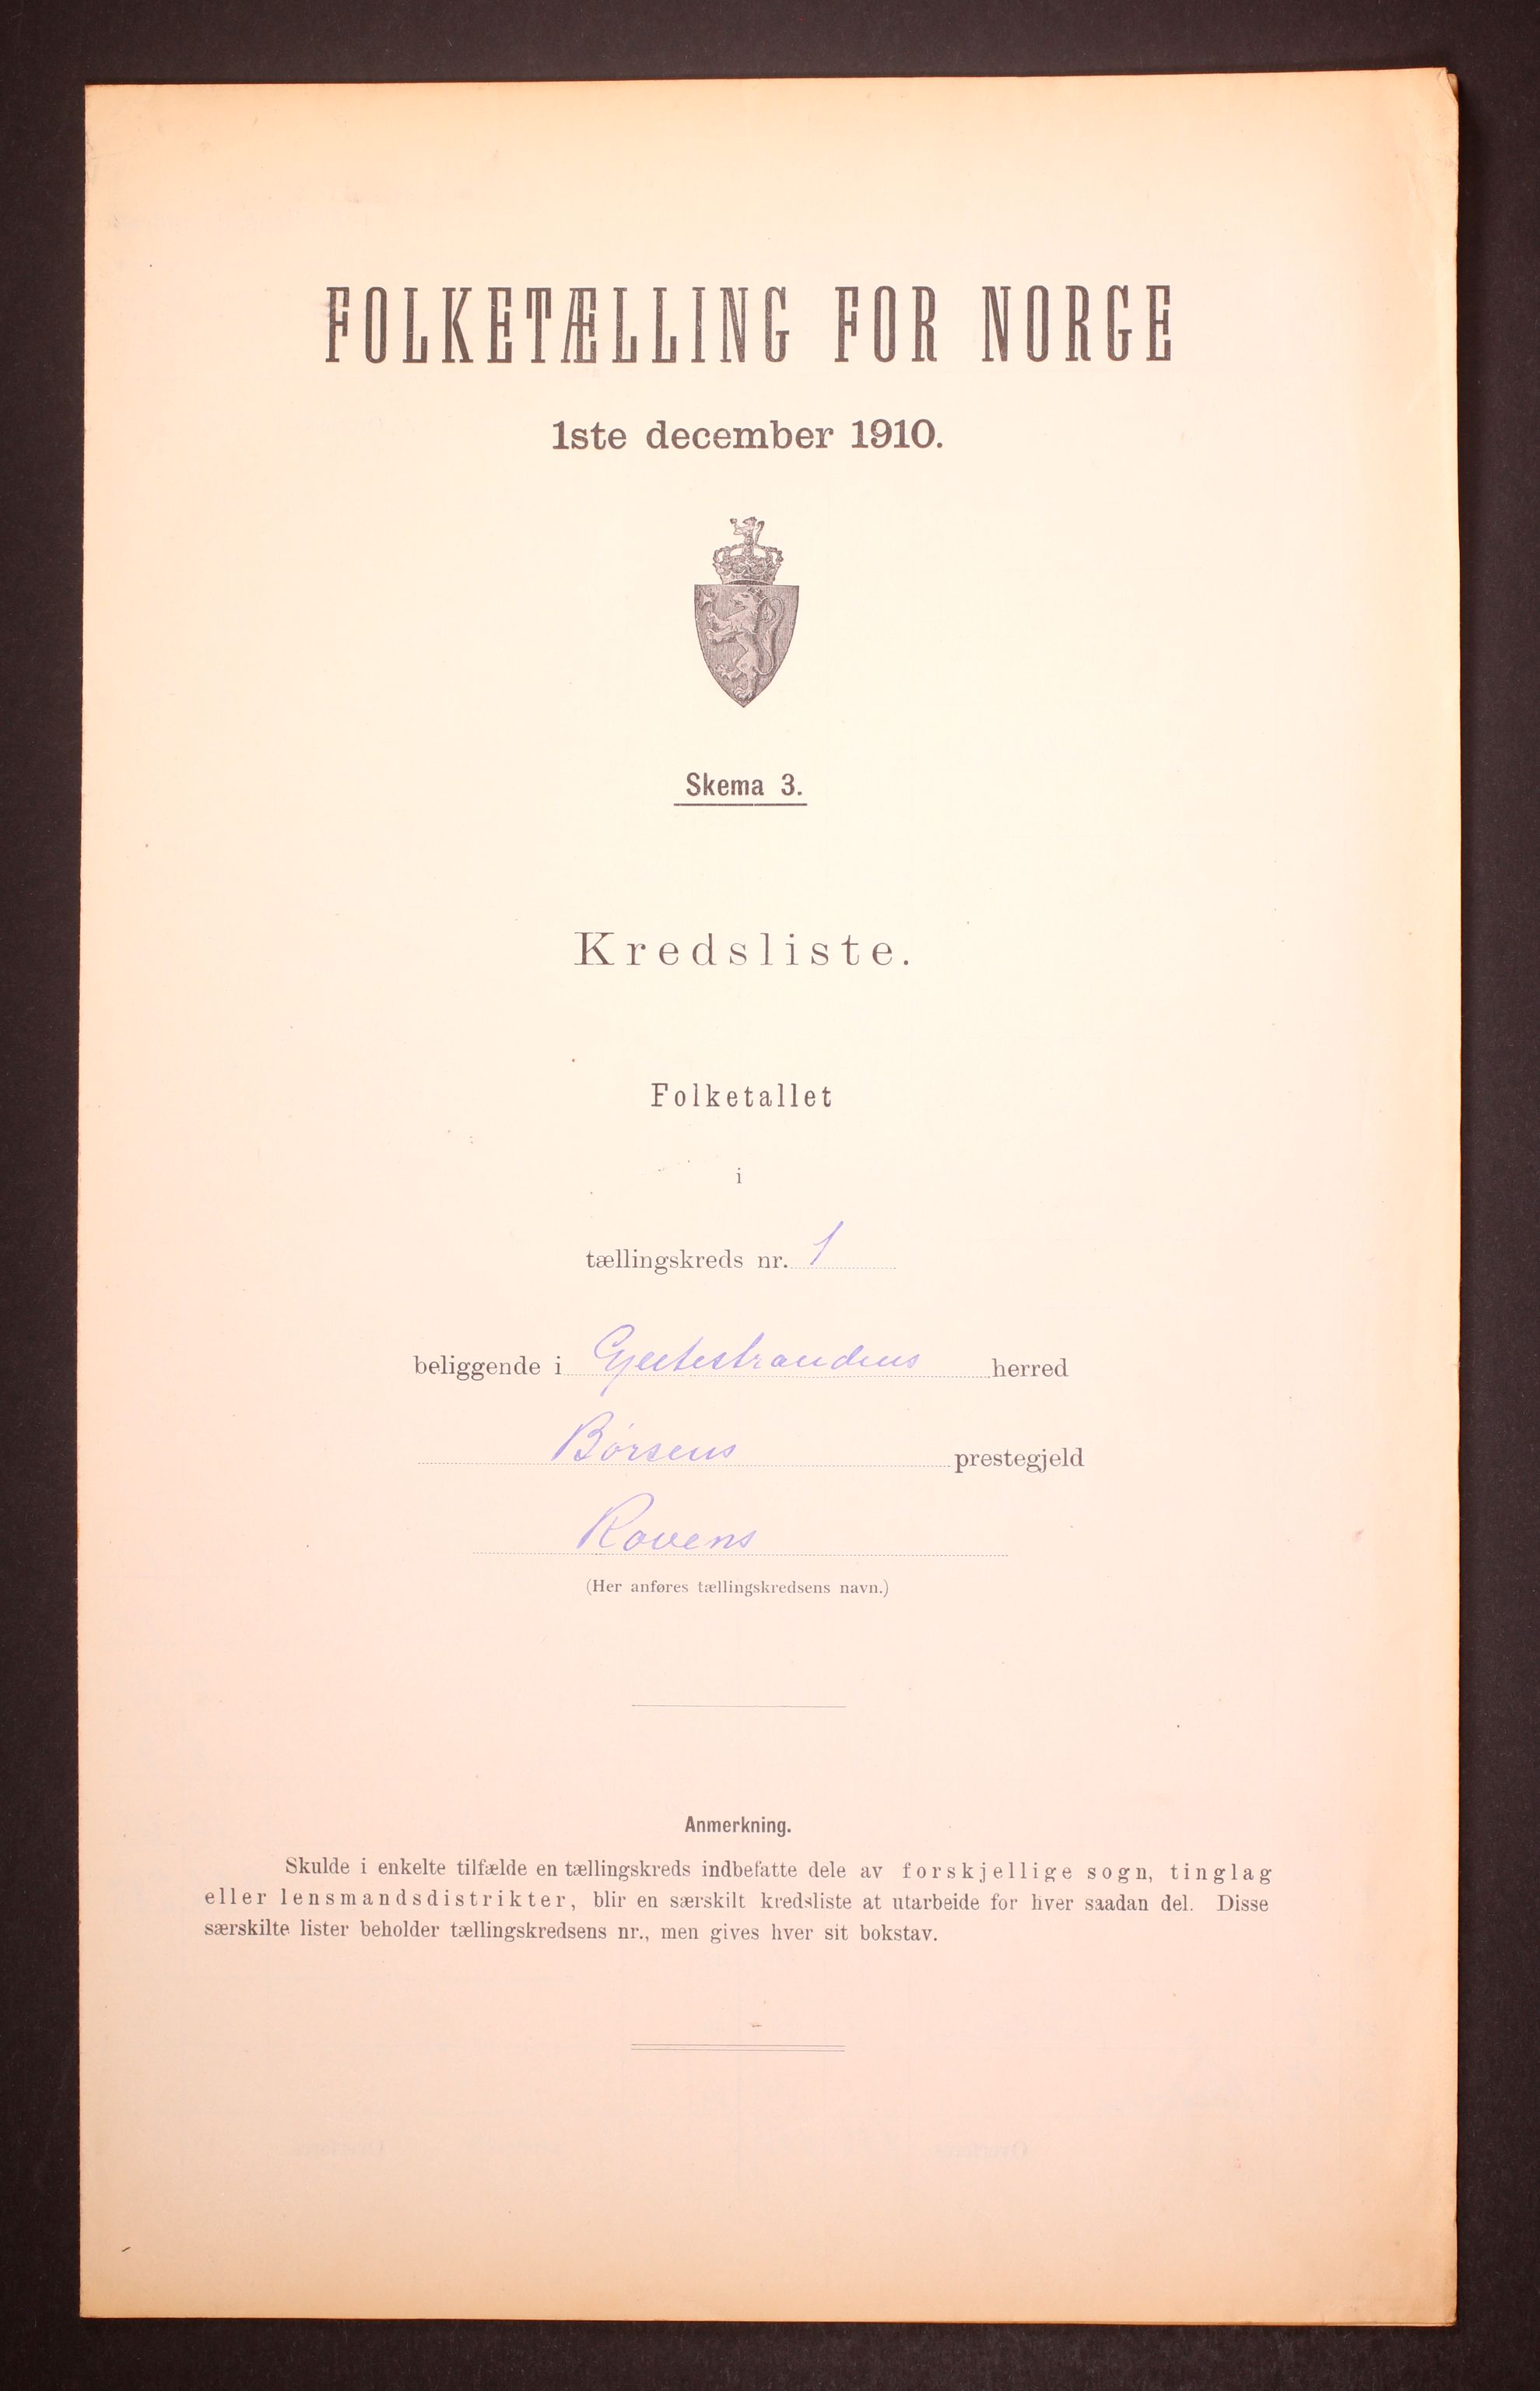 FOLKETÆLLING FOR NORGE
1ste december 1910.
Skema 3.
Kredsliste.
Folketallet
i
tællingskreds nr. 1
beliggende i Geitestrandens herred
Børsens prestegjeld
Rovens
(Her anføres tællingskredsens navn.)
Anmerkning.
Skulde i enkelte tilfælde en tællingskreds indbefatte dele av forskjellige sogn, tinglag
eller lensmandsdistrikter, blir en særskilt kredsliste at utarbeide for hver saadan del. Disse
særskilte lister beholder tællingskredsens nr., men gives hver sit bokstav.